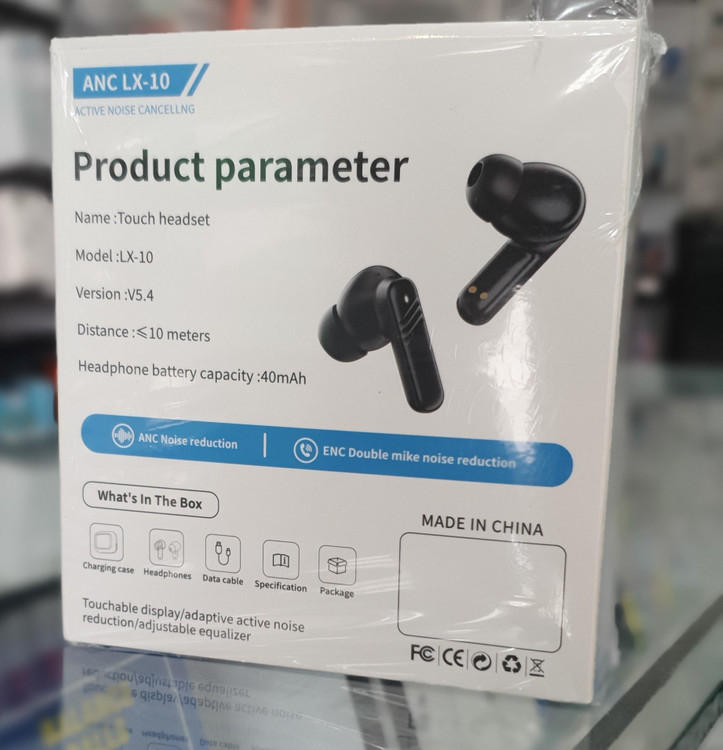 ANC LX-10
ACTIVE NOISE CANCELLNG
Product parameter
Name :Touch headset
Model :LX-10
Version :V5.4
Distance :≤10 meters
Headphone battery capacity :40mAh
ANC Noise reduction
ENC Double mike noise reduction
What's In The Box
Charging case
Headphones
Data cable
Specification
Package
MADE IN CHINA
Touchable display/adaptive active noise
reduction/adjustable equalizer
FC CE